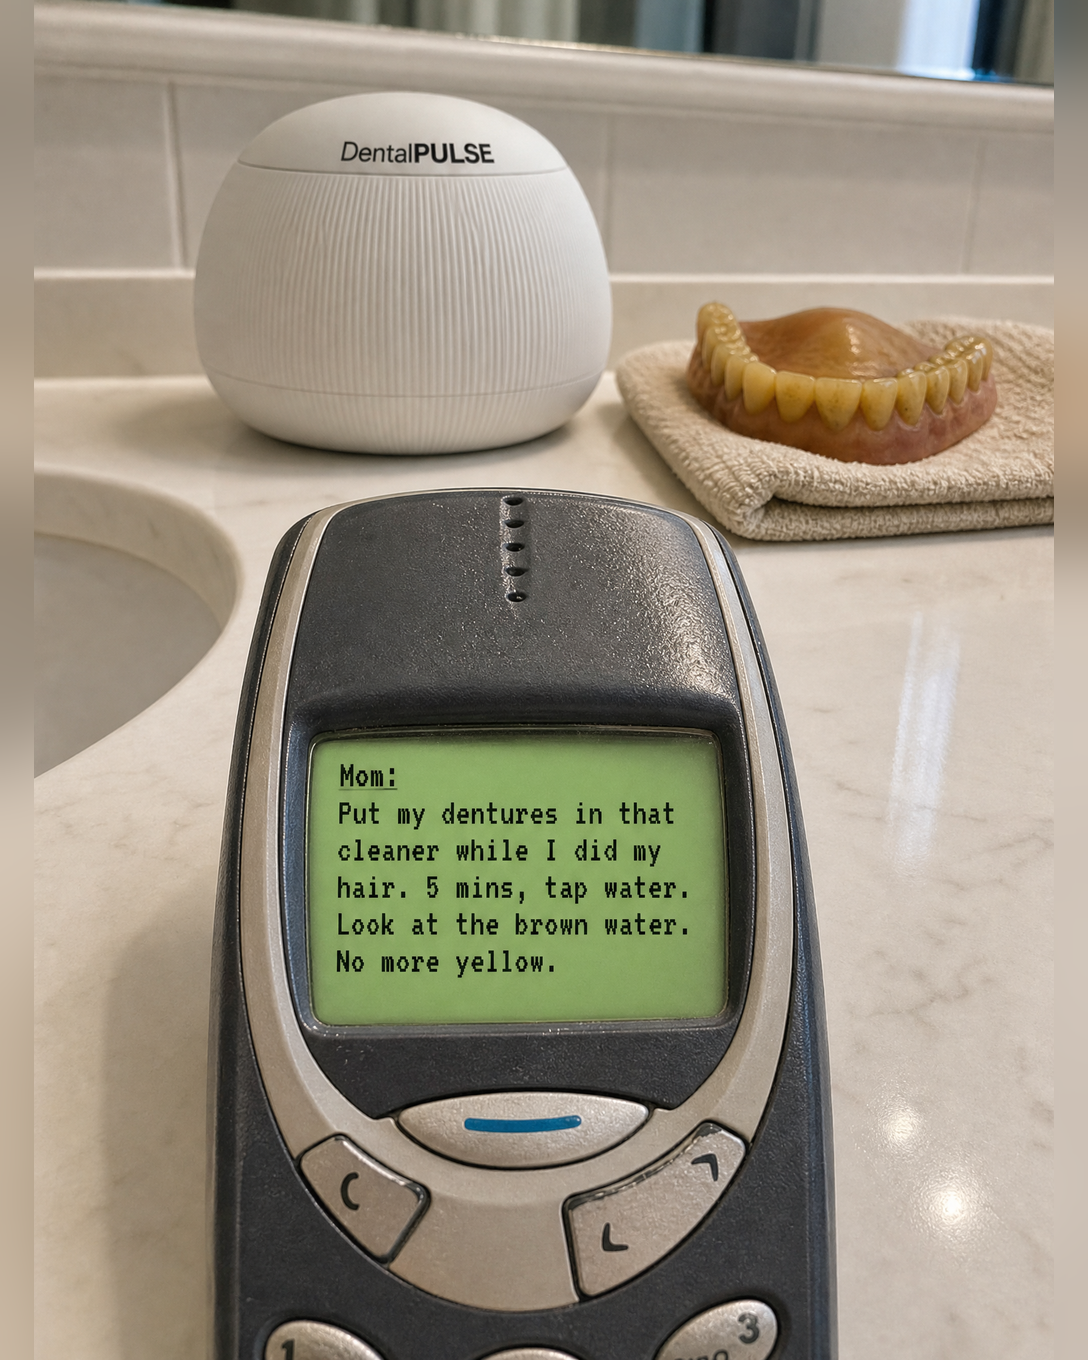 DentalPULSE
Mom:
Put my dentures in that
cleaner while I did my
hair. 5 mins, tap water.
Look at the brown water.
No more yellow.
C
1
3